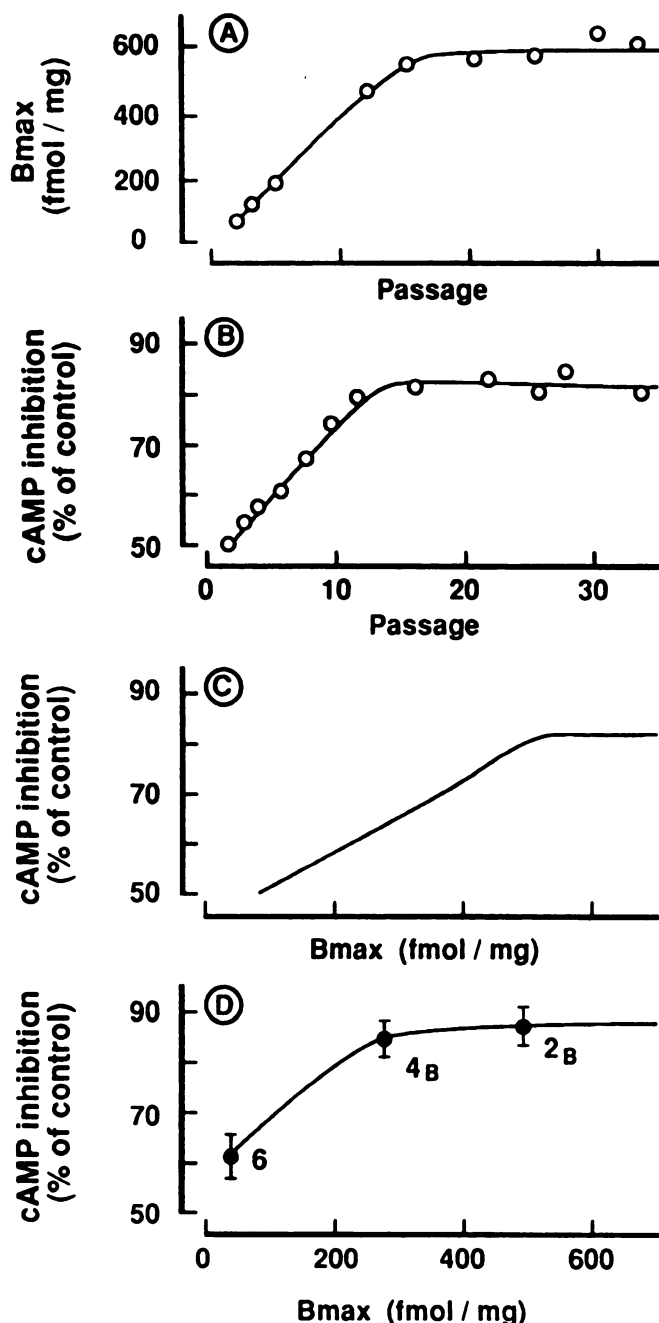 A
Bmax
(fmol / mg)
600
400
200
0
Passage
B
cAMP inhibition
(% of control)
90
70
50
0 10 20 30
Passage
C
cAMP inhibition
(% of control)
90
70
50
Bmax (fmol / mg)
D
cAMP inhibition
(% of control)
90
70
50
6
4B
2B
0 200 400 600
Bmax (fmol / mg)